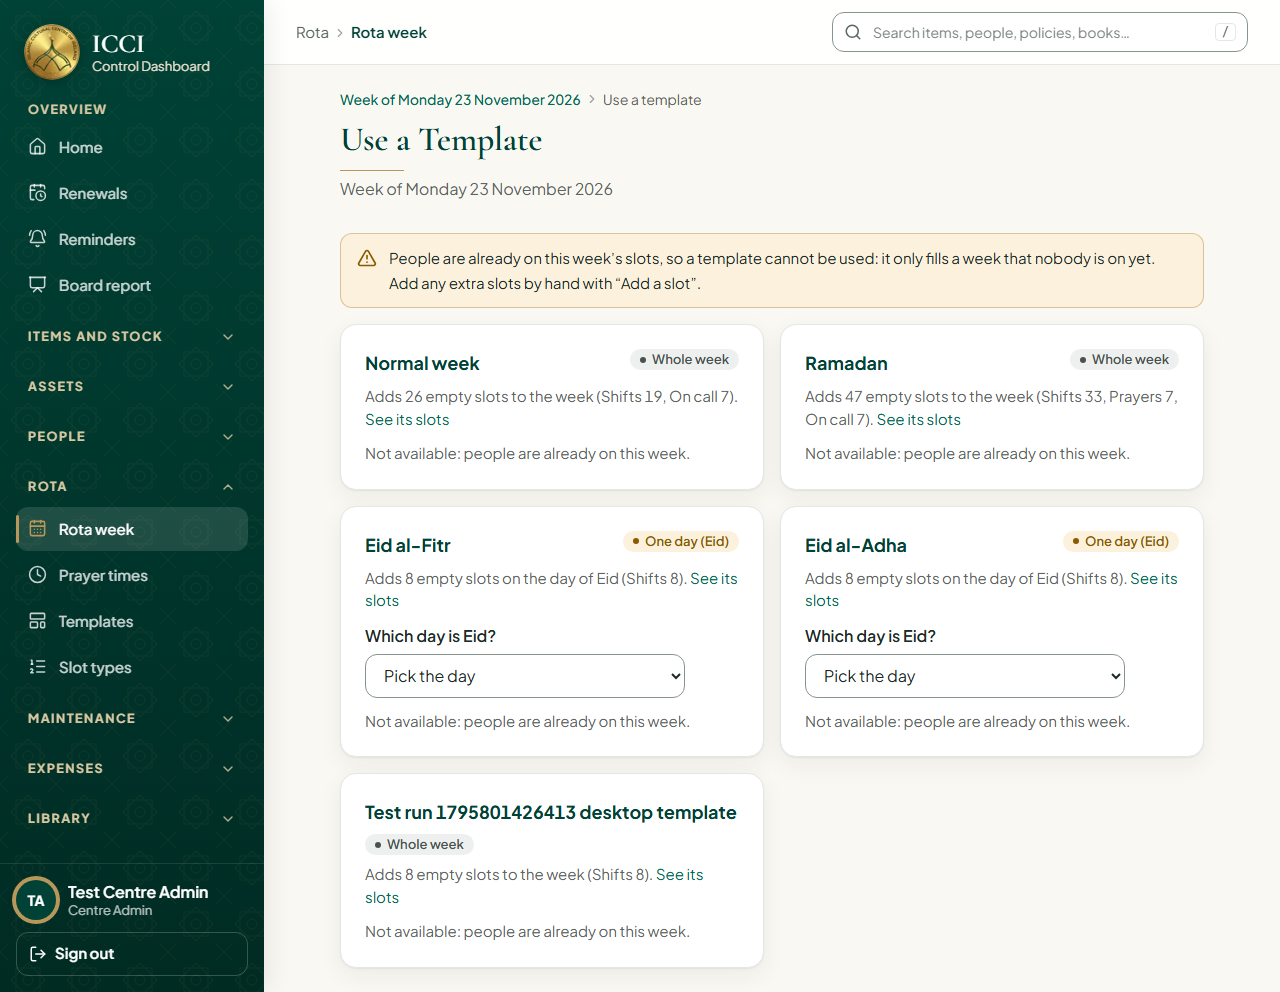 ICCI
Control Dashboard
OVERVIEW
Home
Renewals
Reminders
Board report
ITEMS AND STOCK
ASSETS
PEOPLE
ROTA
Rota week
Prayer times
Templates
Slot types
MAINTENANCE
EXPENSES
LIBRARY
TA
Test Centre Admin
Centre Admin
Sign out
Rota
Rota week
Search items, people, policies, books…
/
Week of Monday 23 November 2026
Use a template
Use a Template
Week of Monday 23 November 2026
People are already on this week’s slots, so a template cannot be used: it only fills a week that nobody is on yet.
Add any extra slots by hand with “Add a slot”.
Normal week
Whole week
Adds 26 empty slots to the week (Shifts 19, On call 7).
See its slots
Not available: people are already on this week.
Ramadan
Whole week
Adds 47 empty slots to the week (Shifts 33, Prayers 7,
On call 7). See its slots
Not available: people are already on this week.
Eid al-Fitr
One day (Eid)
Adds 8 empty slots on the day of Eid (Shifts 8). See its
slots
Which day is Eid?
Pick the day
Not available: people are already on this week.
Eid al-Adha
One day (Eid)
Adds 8 empty slots on the day of Eid (Shifts 8). See its
slots
Which day is Eid?
Pick the day
Not available: people are already on this week.
Test run 1795801426413 desktop template
Whole week
Adds 8 empty slots to the week (Shifts 8). See its
slots
Not available: people are already on this week.